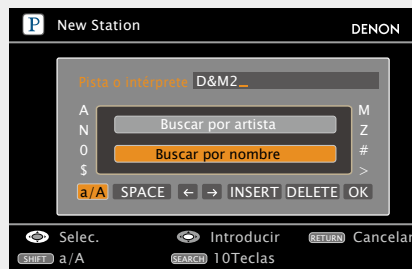 P New Station DENON
Pista o intérprete D&M2_
A M
Buscar por artista
N Z
0 #
Buscar por nombre
$ >
a/A SPACE ← → INSERT DELETE OK
Selec. Introducir RETURN Cancelar
SHIFT a/A SEARCH 10Teclas